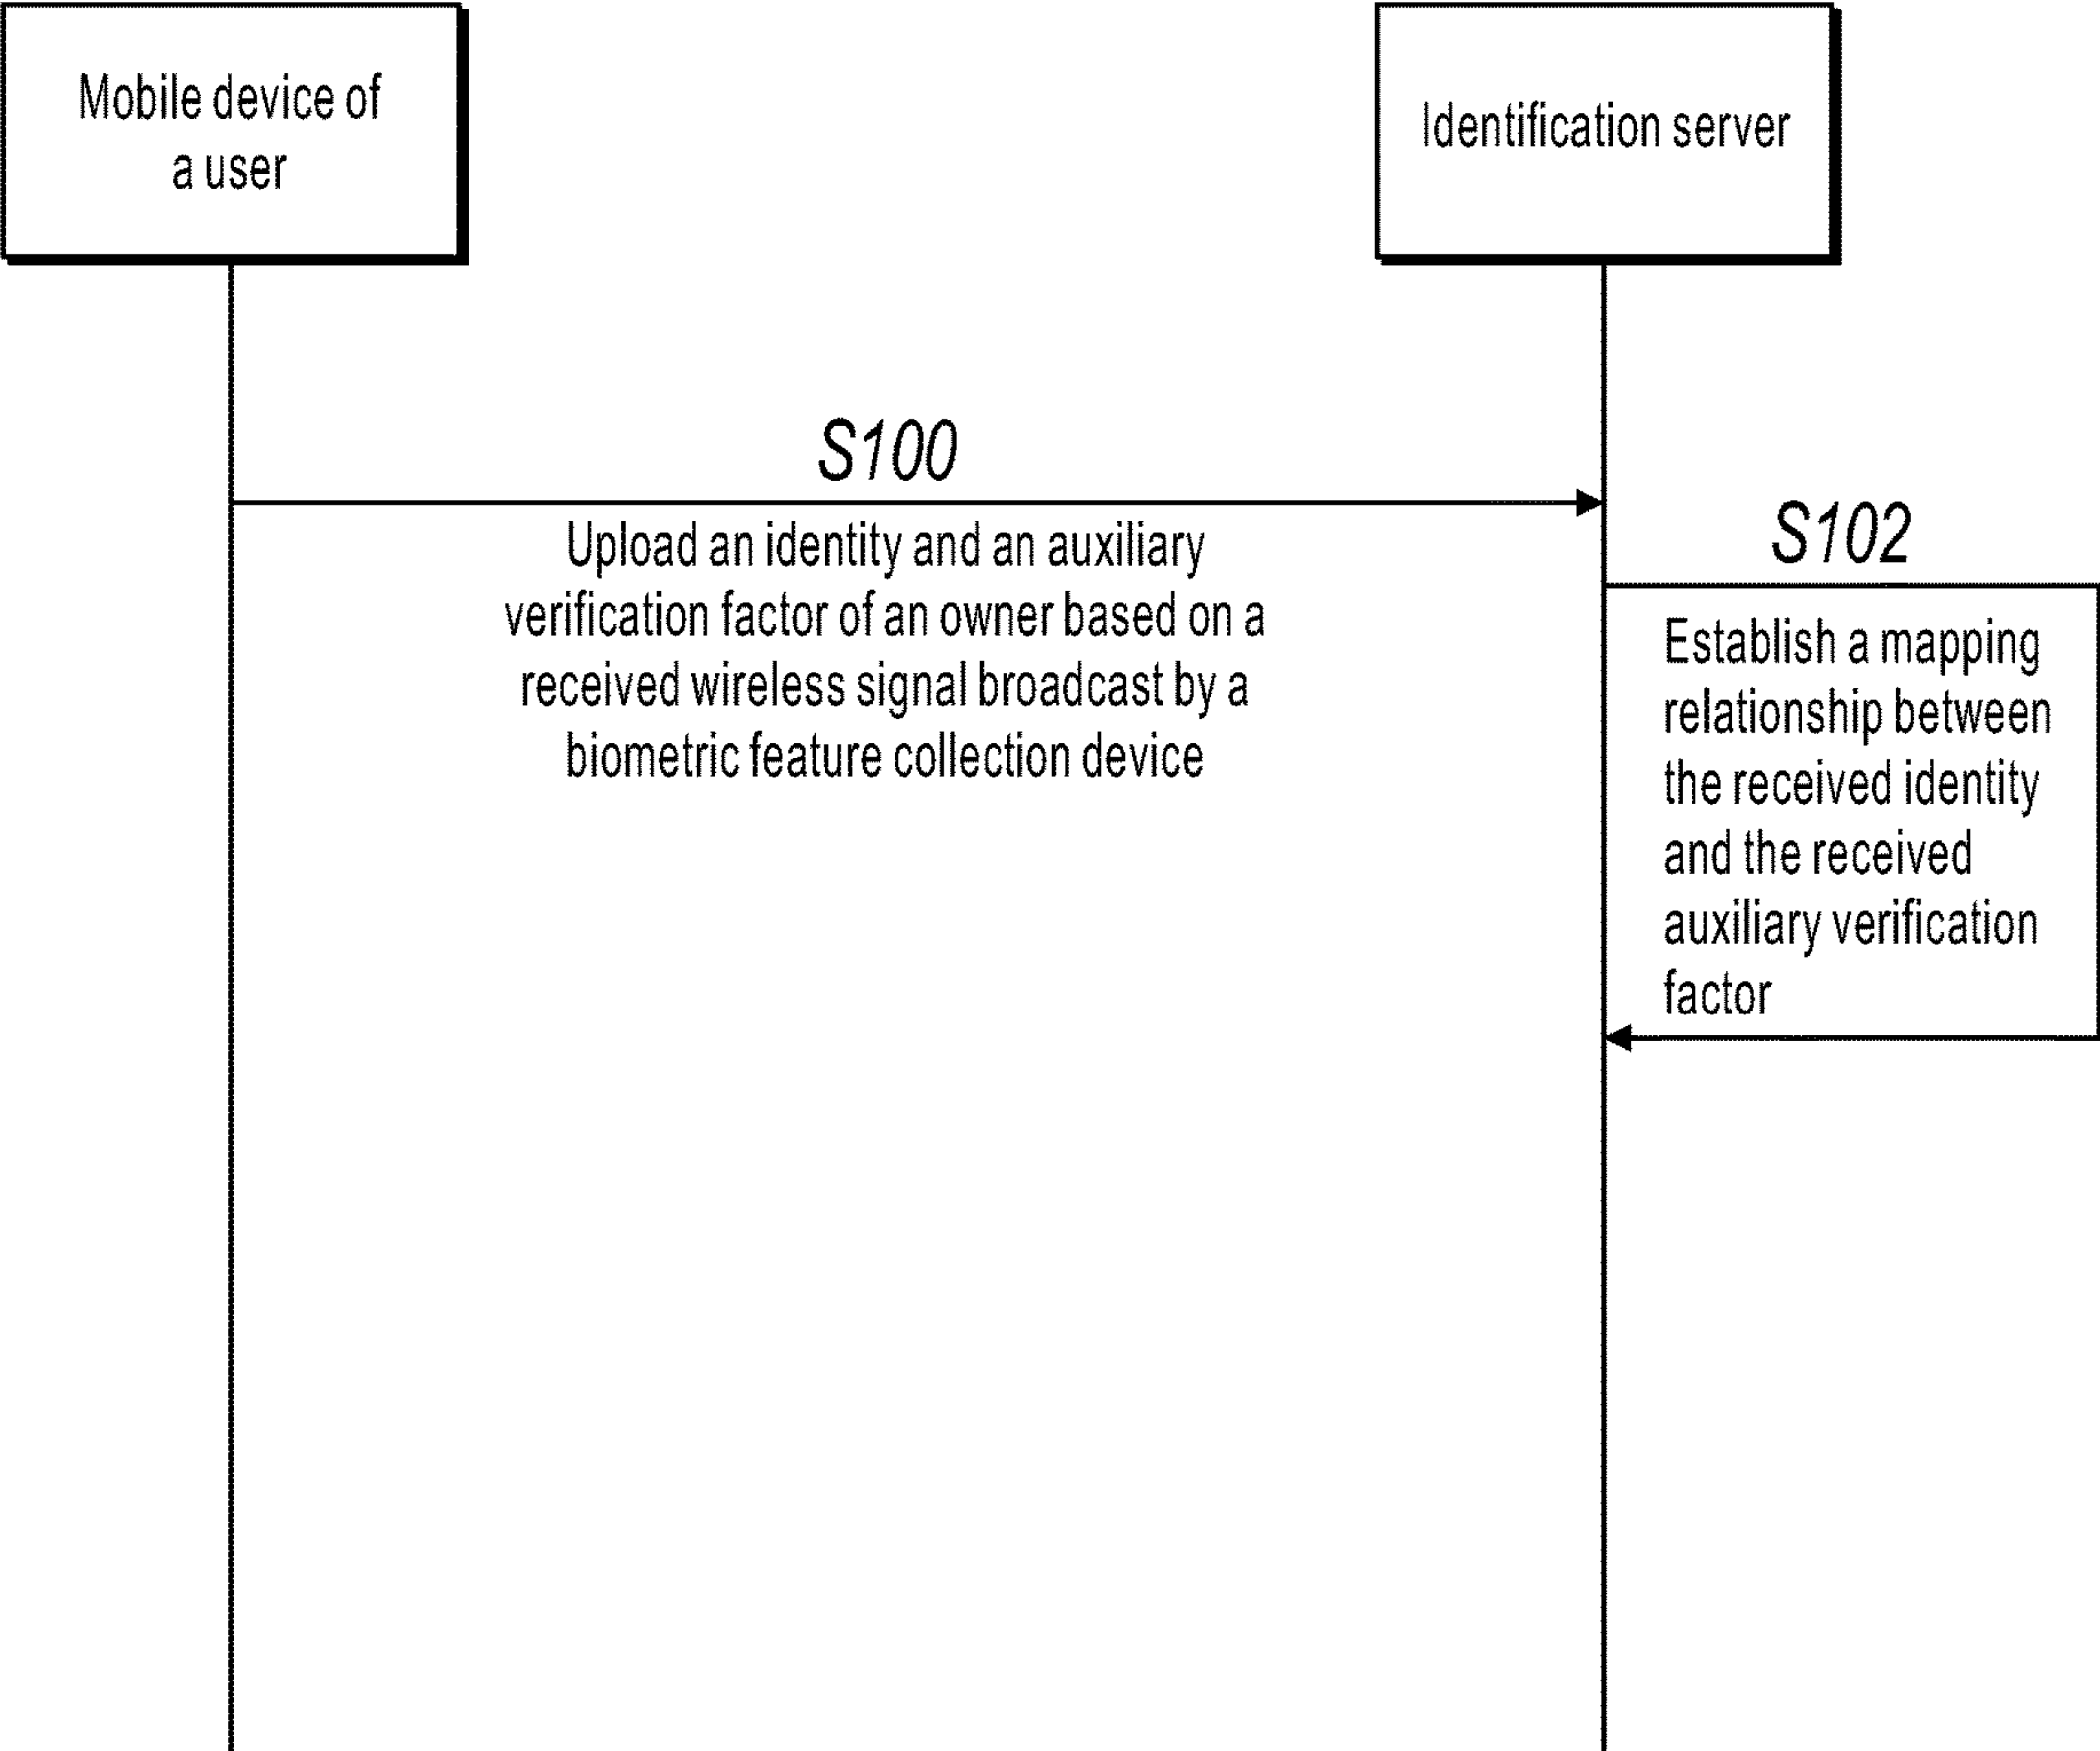 Mobile device of
a user
Identification server
S100
Upload an identity and an auxiliary
verification factor of an owner based on a
received wireless signal broadcast by a
biometric feature collection device
S102
Establish a mapping
relationship between
the received identity
and the received
auxiliary verification
factor